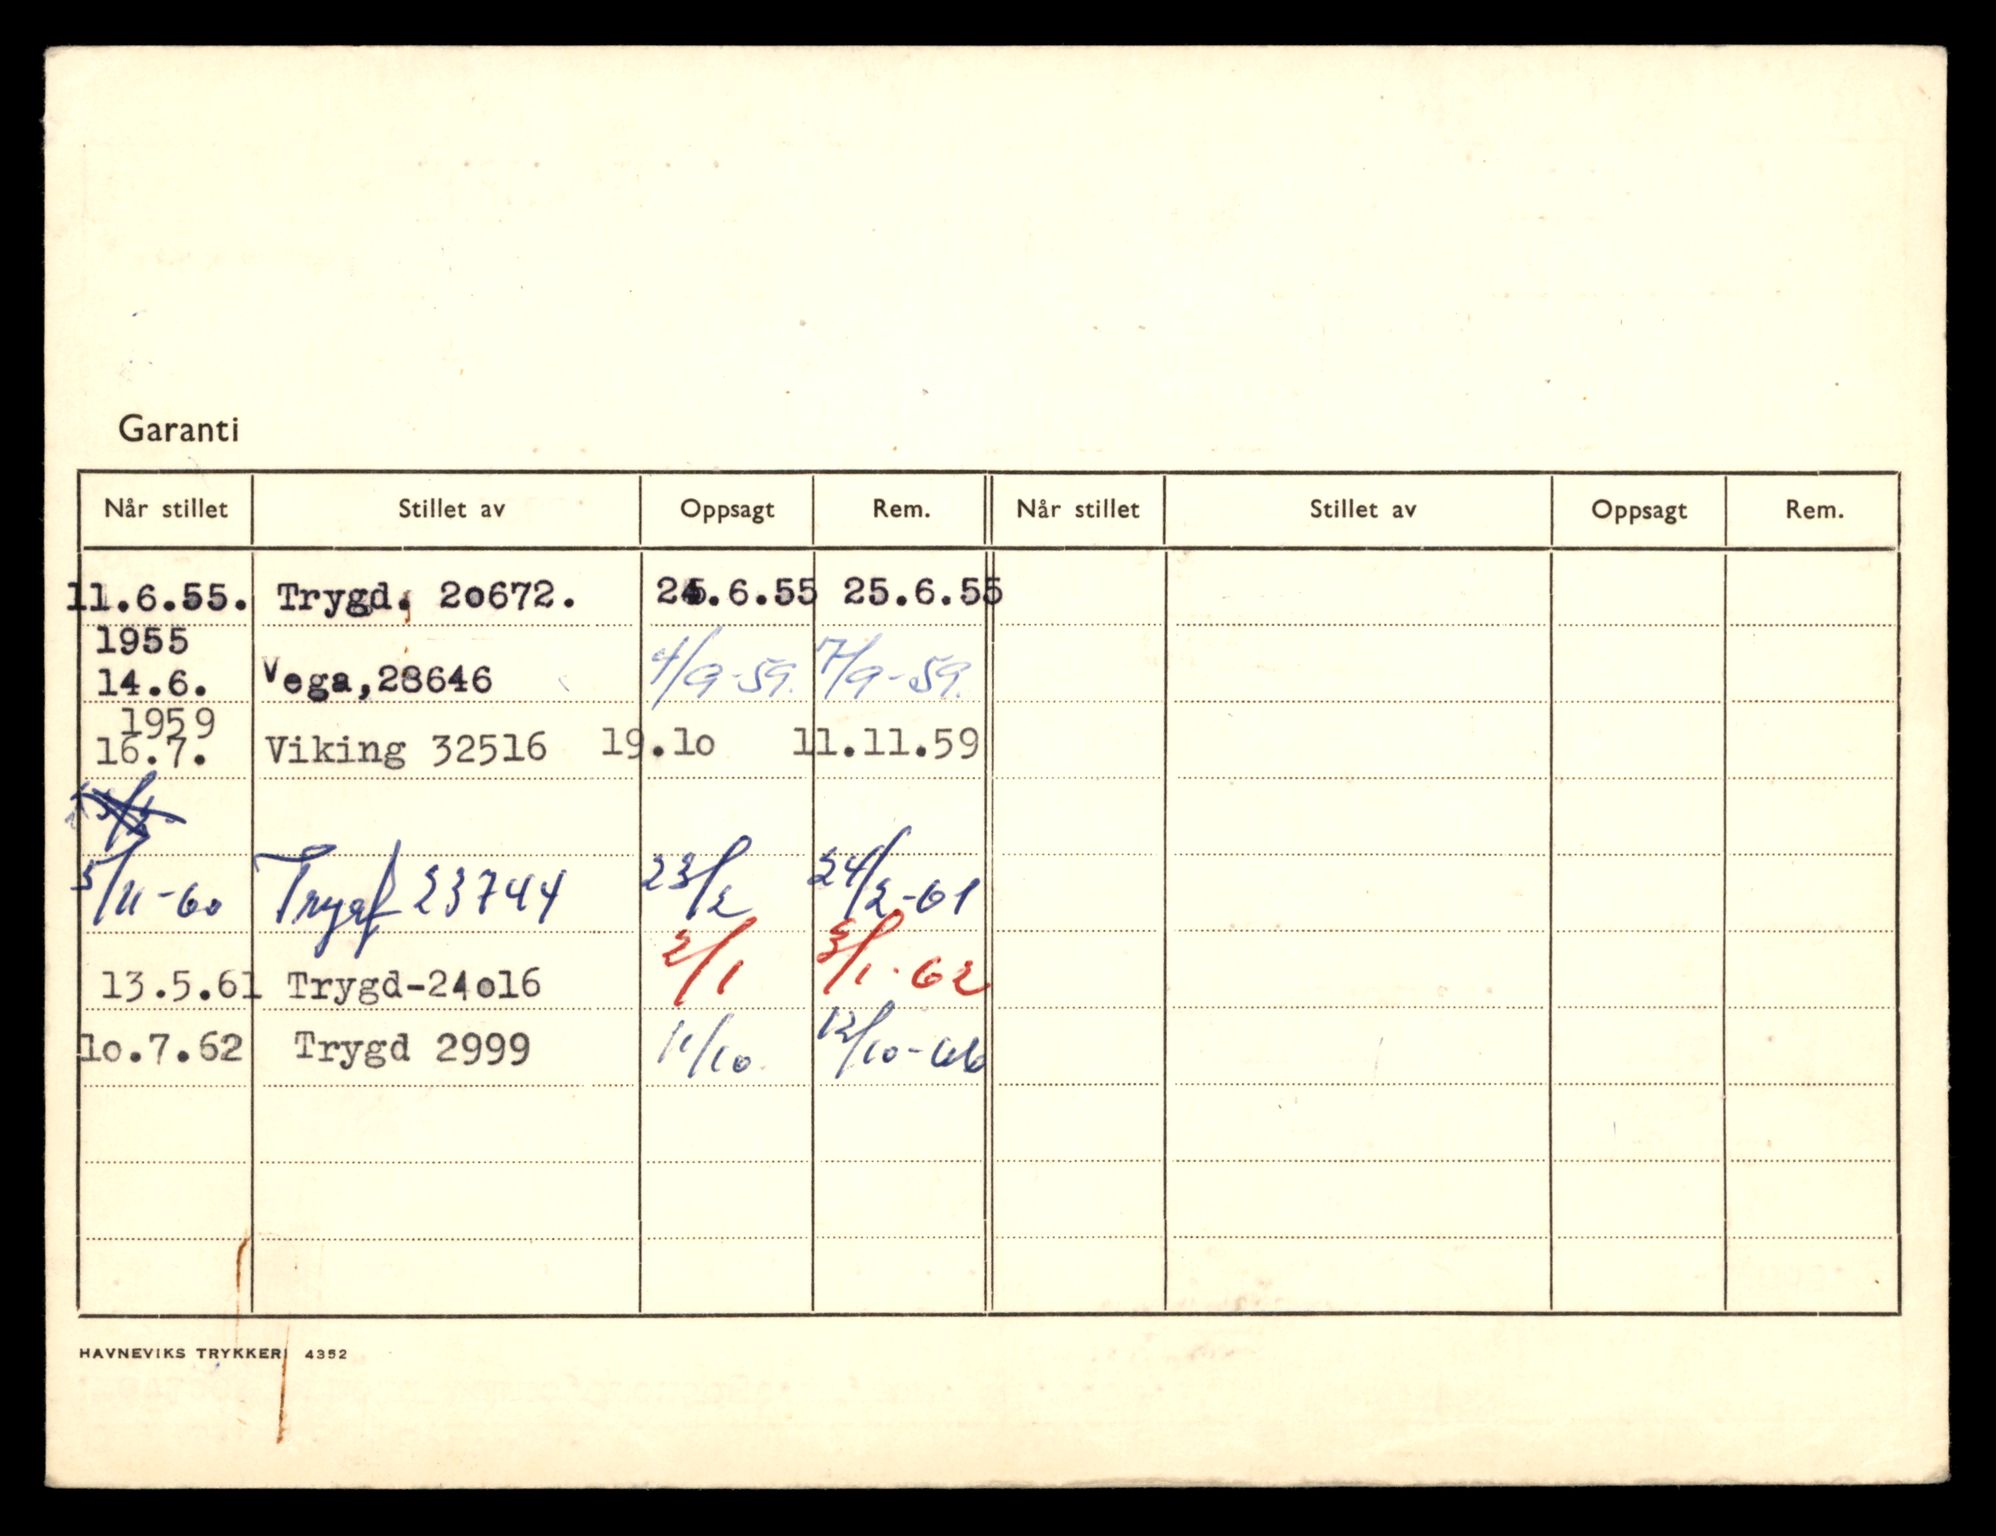 Garanti
Når stillet Stillet av Oppsagt Rem. Når stillet Stillet av Oppsagt Rem.
11.6.55. Trygd. 20672. 25.6.55 25.6.55
1955
14.6. Vega,28646 4/9-59. 7/9-59.
1959
16.7. Viking 32516 19.10 11.11.59
5/11-60 Trygd 23744 23/2 24/2-61
13.5.61 Trygd-24016 2/1 3/1-62
10.7.62 Trygd 2999 11/10 12/10-66
HAVNEVIKS TRYKKERI 4352